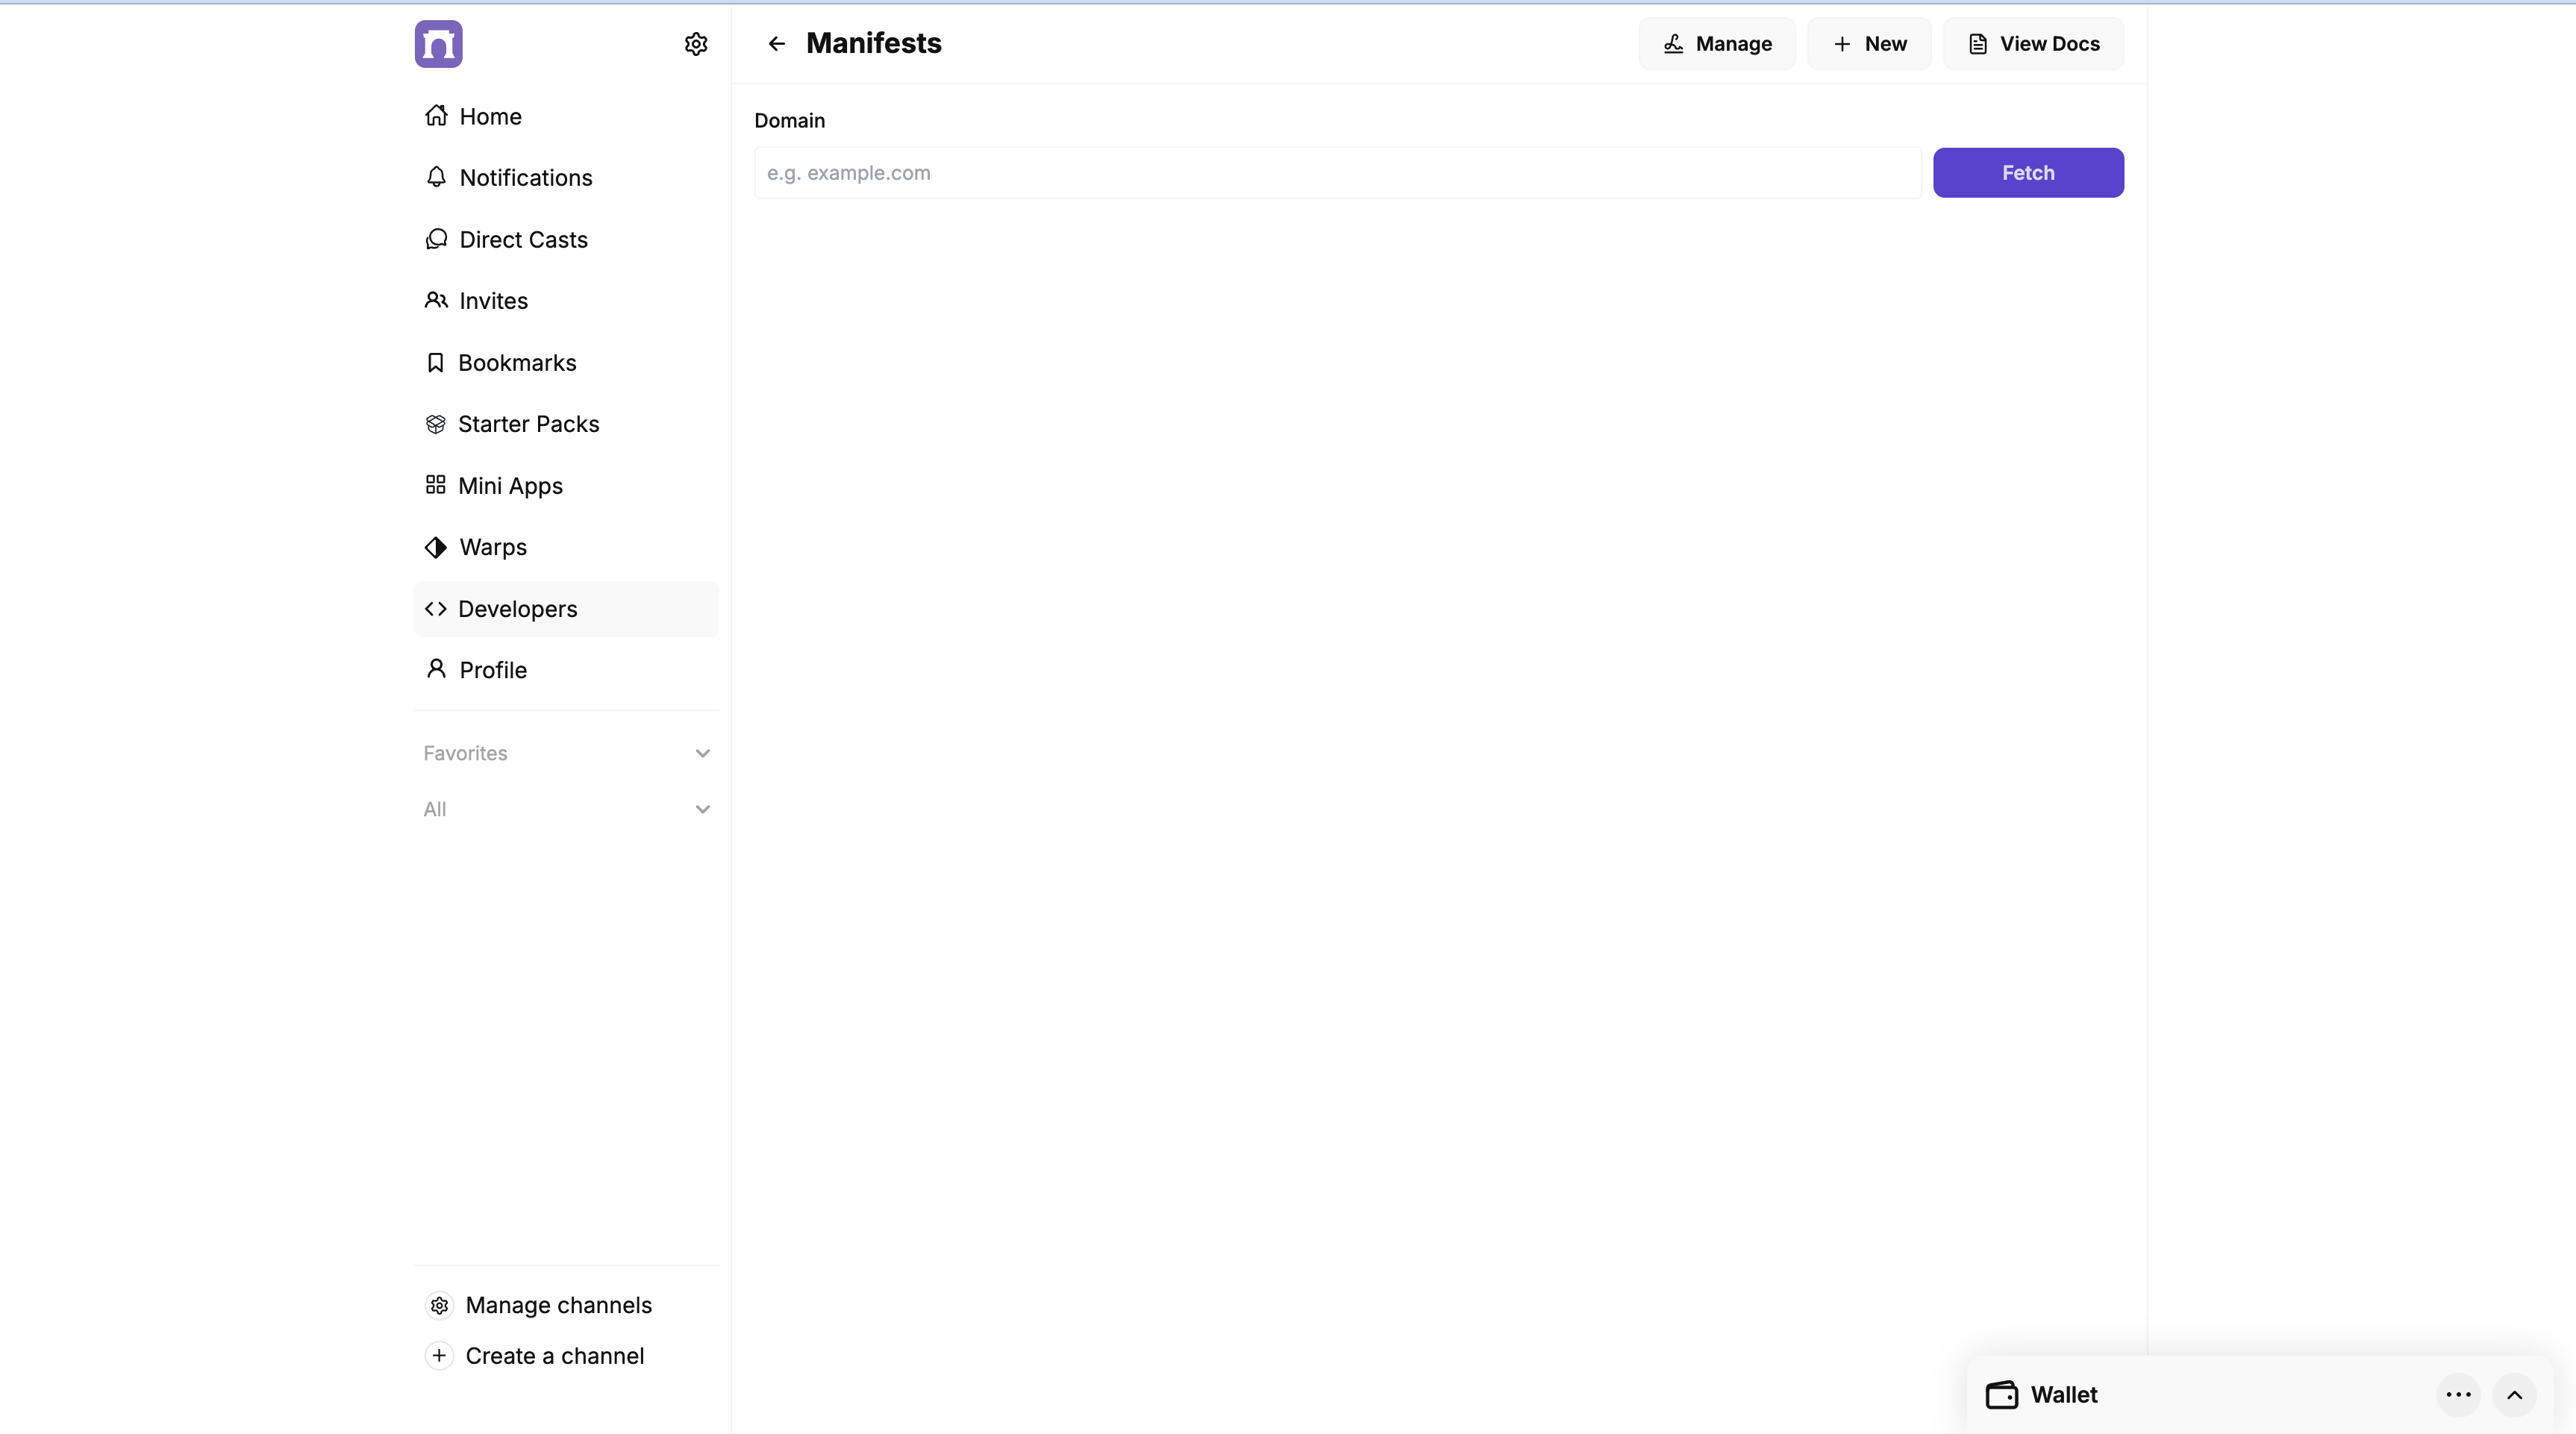 Home
Notifications
Direct Casts
Invites
Bookmarks
Starter Packs
Mini Apps
Warps
Developers
Profile
Favorites
All
Manage channels
Create a channel
Manifests
Manage
New
View Docs
Domain
e.g. example.com
Fetch
Wallet